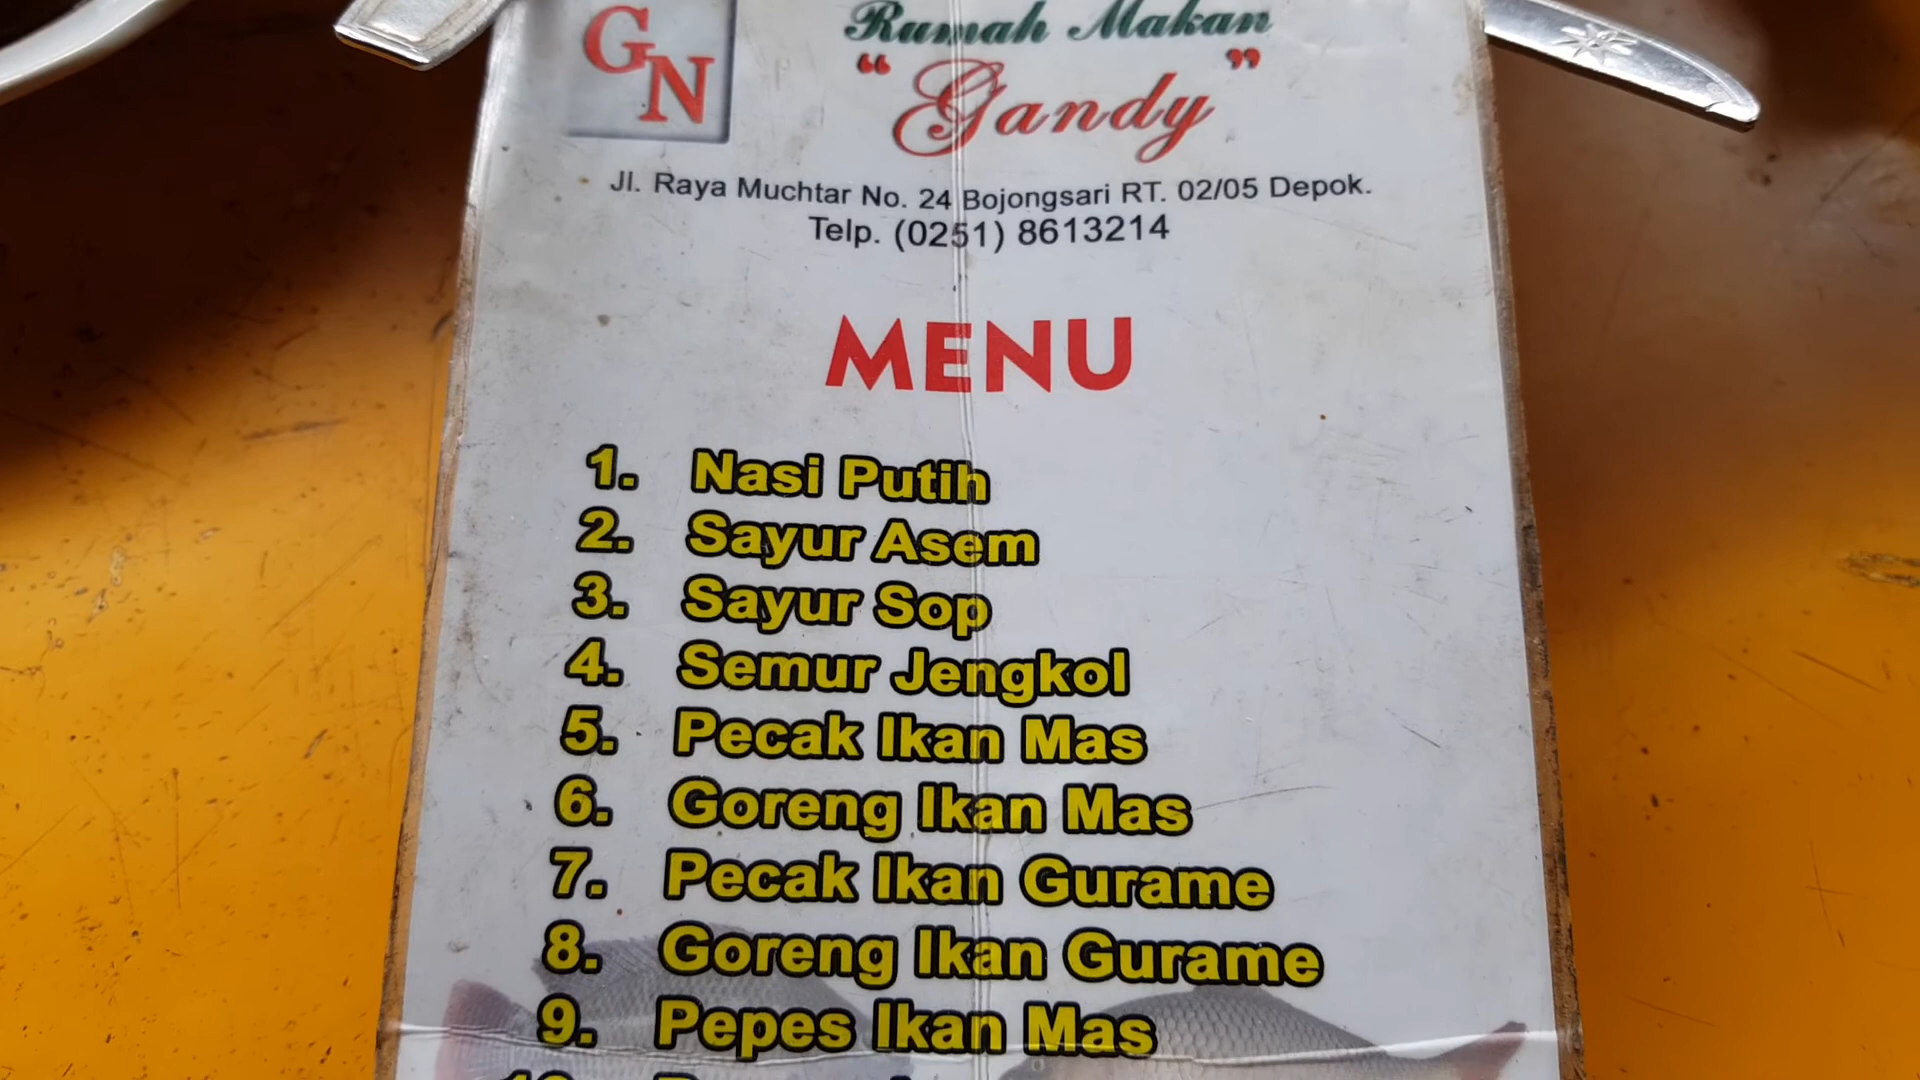 GN
Rumah Makan
"Gandy"
Jl. Raya Muchtar No. 24 Bojongsari RT. 02/05 Depok.
Telp. (0251) 8613214
MENU
1. Nasi Putih
2. Sayur Asem
3. Sayur Sop
4. Semur Jengkol
5. Pecak Ikan Mas
6. Goreng Ikan Mas
7. Pecak Ikan Gurame
8. Goreng Ikan Gurame
9. Pepes Ikan Mas